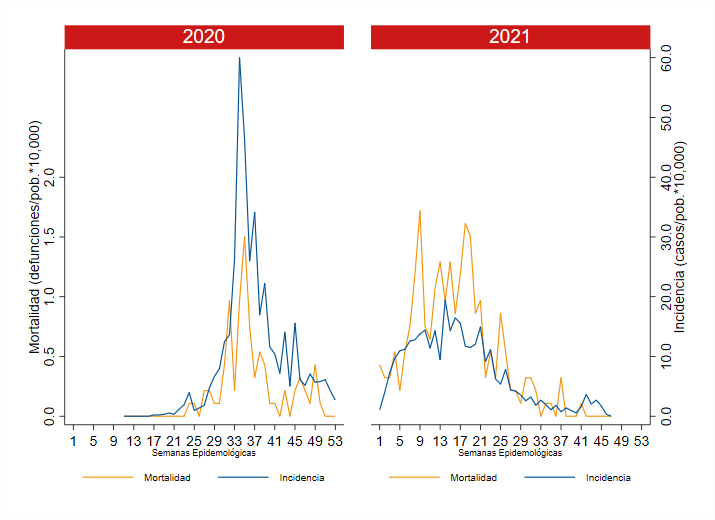 2020
2021
Mortalidad (defunciones/pob.*10,000)
0.0
0.5
1.0
1.5
2.0
1 5 9 13 17 21 25 29 33 37 41 45 49 53
Semanas Epidemológicas
Mortalidad Incidencia
1 5 9 13 17 21 25 29 33 37 41 45 49 53
Semanas Epidemológicas
Mortalidad Incidencia
0.0
10.0
20.0
30.0
40.0
50.0
60.0
Incidencia (casos/pob.*10,000)